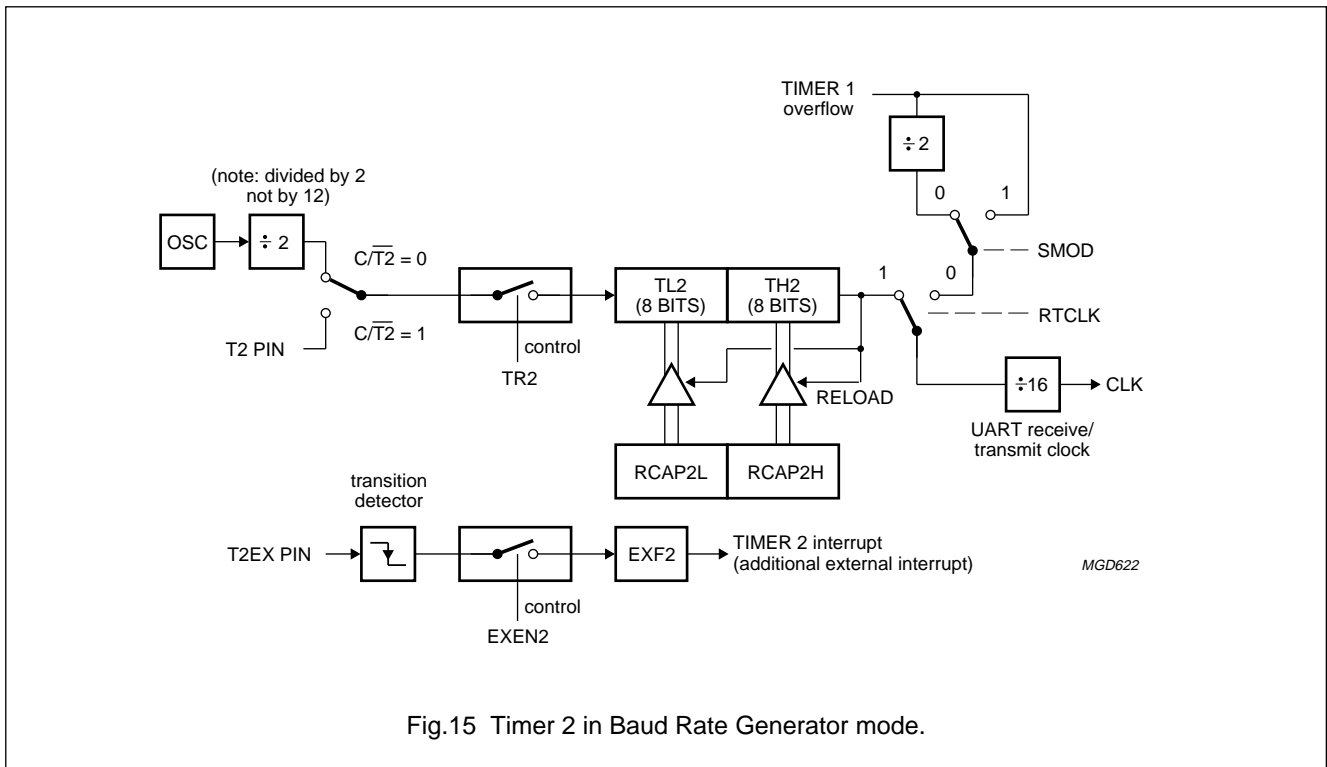 TIMER 1
overflow
÷ 2
(note: divided by 2
not by 12)
0 1
OSC
÷ 2
C/T2̅ = 0
SMOD
1 0
TL2
(8 BITS)
TH2
(8 BITS)
RTCLK
C/T2̅ = 1
T2 PIN
control
TR2
÷16
CLK
RELOAD
UART receive/
transmit clock
RCAP2L
RCAP2H
transition
detector
T2EX PIN
EXF2
TIMER 2 interrupt
(additional external interrupt)
MGD622
control
EXEN2
Fig.15 Timer 2 in Baud Rate Generator mode.